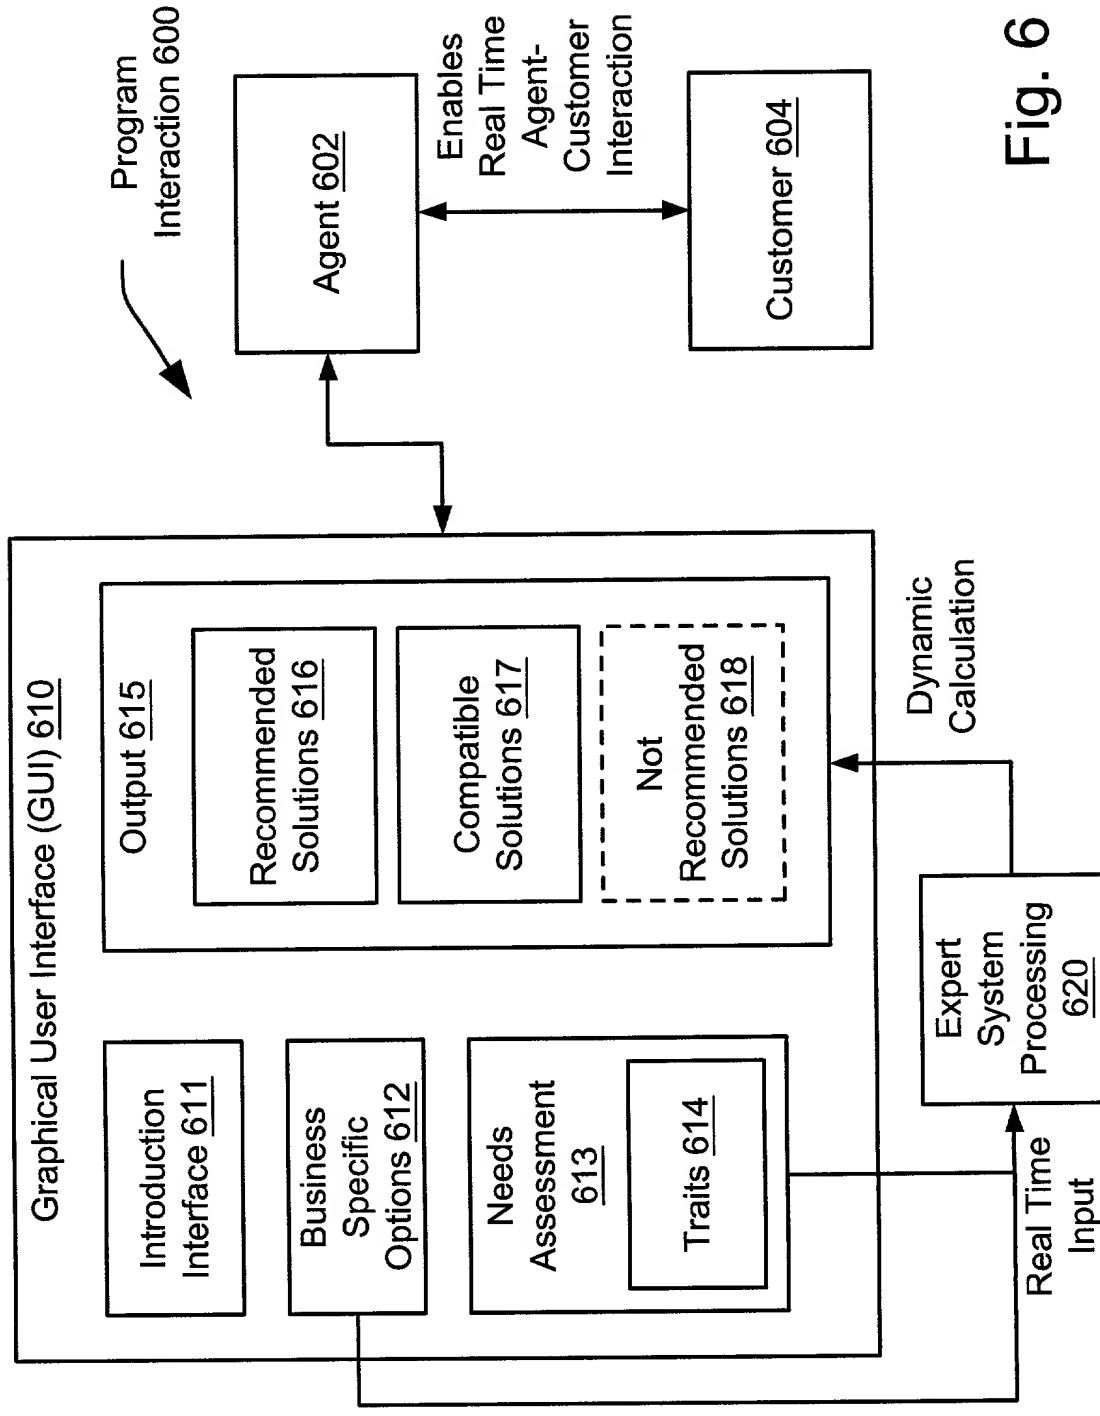 Program
Interaction 600
Graphical User Interface (GUI) 610
Introduction
Interface 611
Business
Specific
Options 612
Needs
Assessment
613
Traits 614
Output 615
Recommended
Solutions 616
Compatible
Solutions 617
Not
Recommended
Solutions 618
Agent 602
Enables
Real Time
Agent-
Customer
Interaction
Customer 604
Real Time
Input
Expert
System
Processing
620
Dynamic
Calculation
Fig. 6